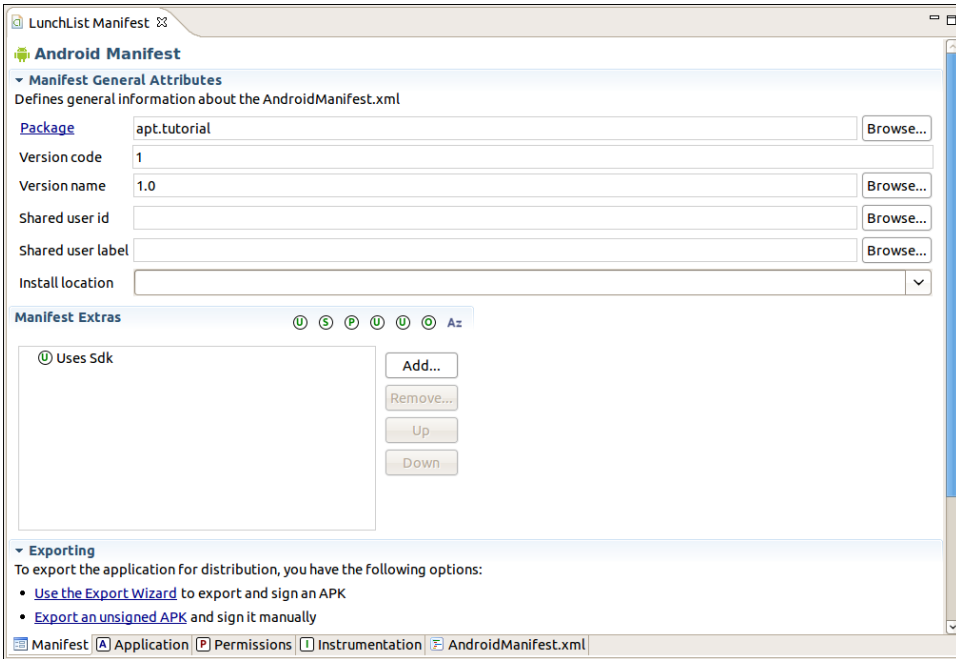 LunchList Manifest
Android Manifest
Manifest General Attributes
Defines general information about the AndroidManifest.xml
Package apt.tutorial Browse...
Version code 1
Version name 1.0 Browse...
Shared user id Browse...
Shared user label Browse...
Install location
Manifest Extras U S P U U O Az
U Uses Sdk
Add...
Remove...
Up
Down
Exporting
To export the application for distribution, you have the following options:
• Use the Export Wizard to export and sign an APK
• Export an unsigned APK and sign it manually
Manifest A Application P Permissions I Instrumentation AndroidManifest.xml